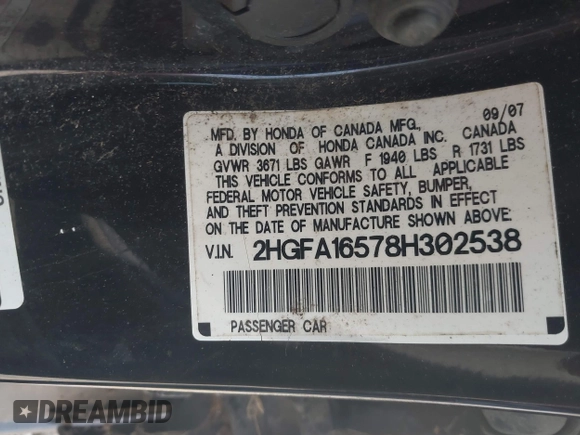 09/07
MFD. BY HONDA OF CANADA MFG.,
A DIVISION OF HONDA CANADA INC. CANADA
GVWR 3671 LBS GAWR F 1940 LBS R 1731 LBS
THIS VEHICLE CONFORMS TO ALL APPLICABLE
FEDERAL MOTOR VEHICLE SAFETY, BUMPER,
AND THEFT PREVENTION STANDARDS IN EFFECT
ON THE DATE OF MANUFACTURE SHOWN ABOVE.
V.I.N. 2HGFA16578H302538
PASSENGER CAR
DREAMBID